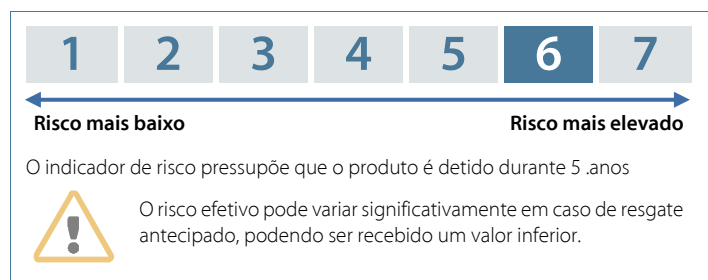 1 2 3 4 5 6 7
Risco mais baixo Risco mais elevado
O indicador de risco pressupõe que o produto é detido durante 5 .anos
O risco efetivo pode variar significativamente em caso de resgate
antecipado, podendo ser recebido um valor inferior.